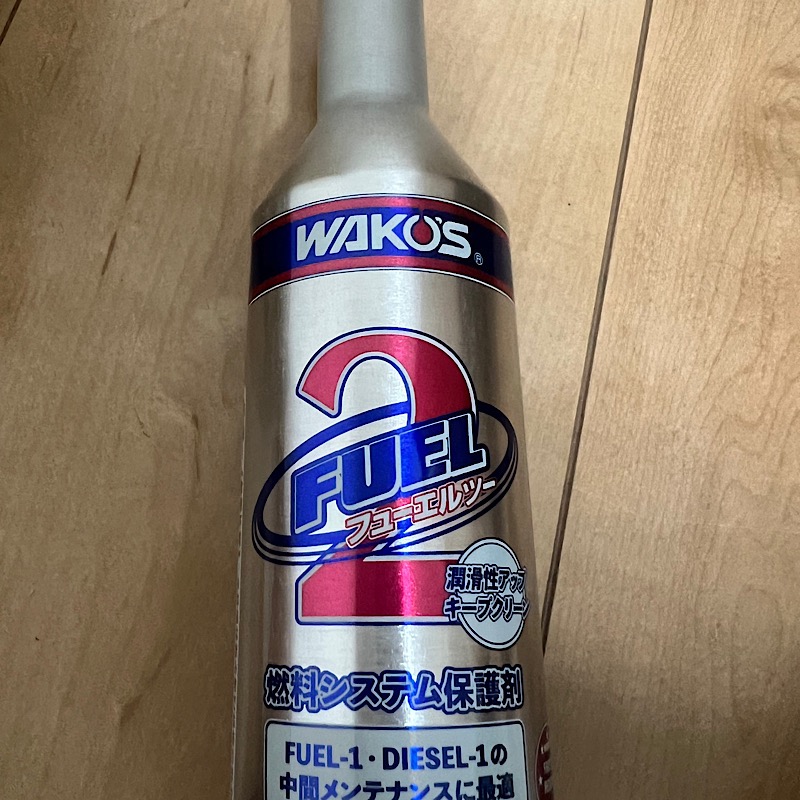 WAKO'S®
2
FUEL
フューエルツー
潤滑性アップ
キープクリーン
燃料システム保護剤
FUEL-1・DIESEL-1の
中間メンテナンスに最適